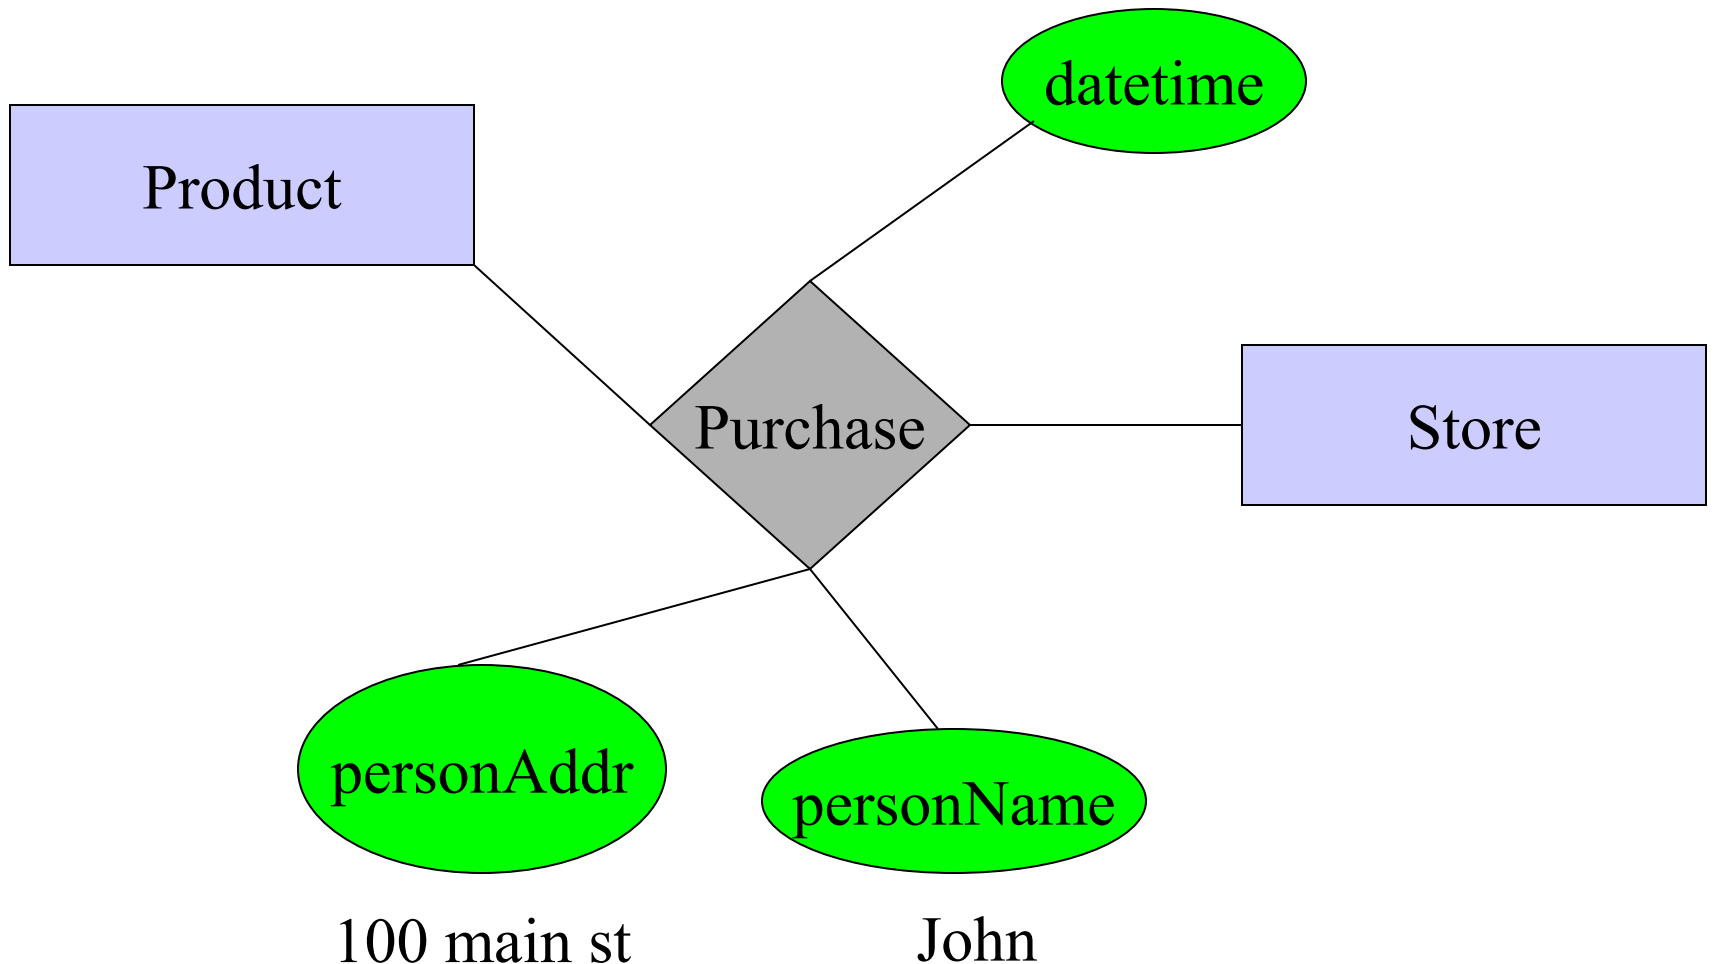 datetime
Product
Purchase
Store
personAddr
personName
100 main st
John